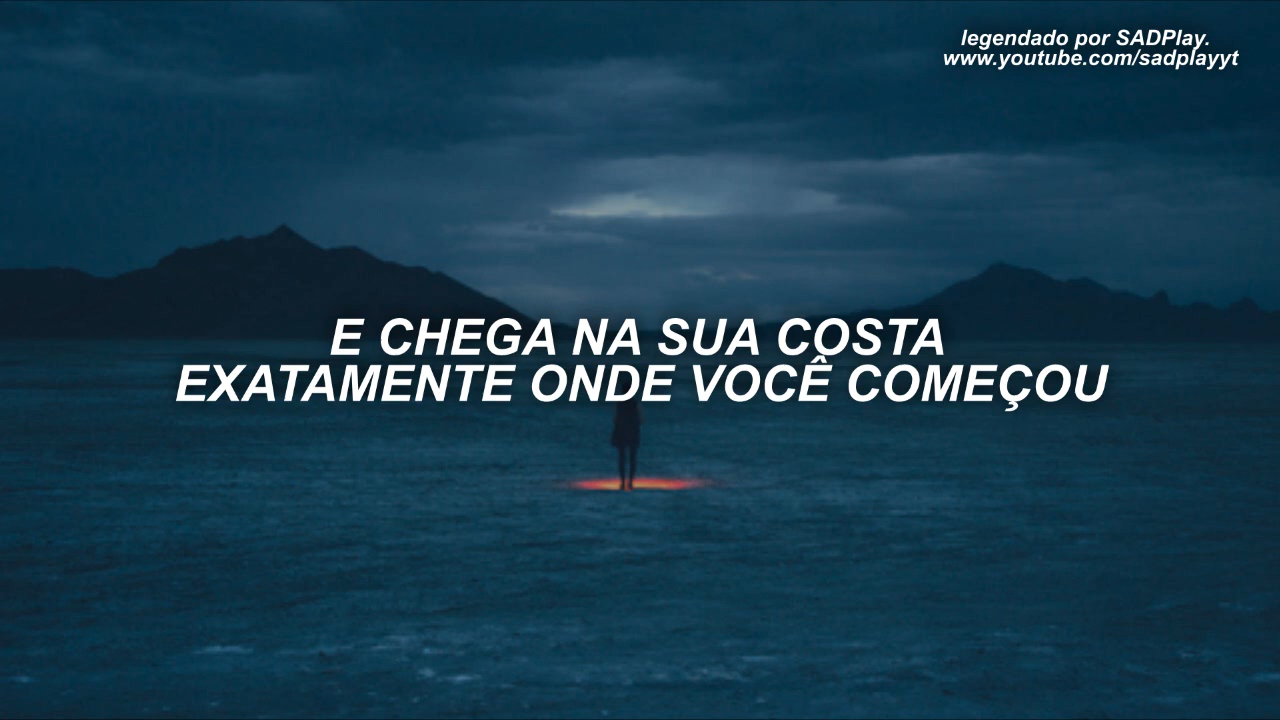 legendado por SADPlay.
www.youtube.com/sadplayyt
E CHEGA NA SUA COSTA
EXATAMENTE ONDE VOCÊ COMEÇOU